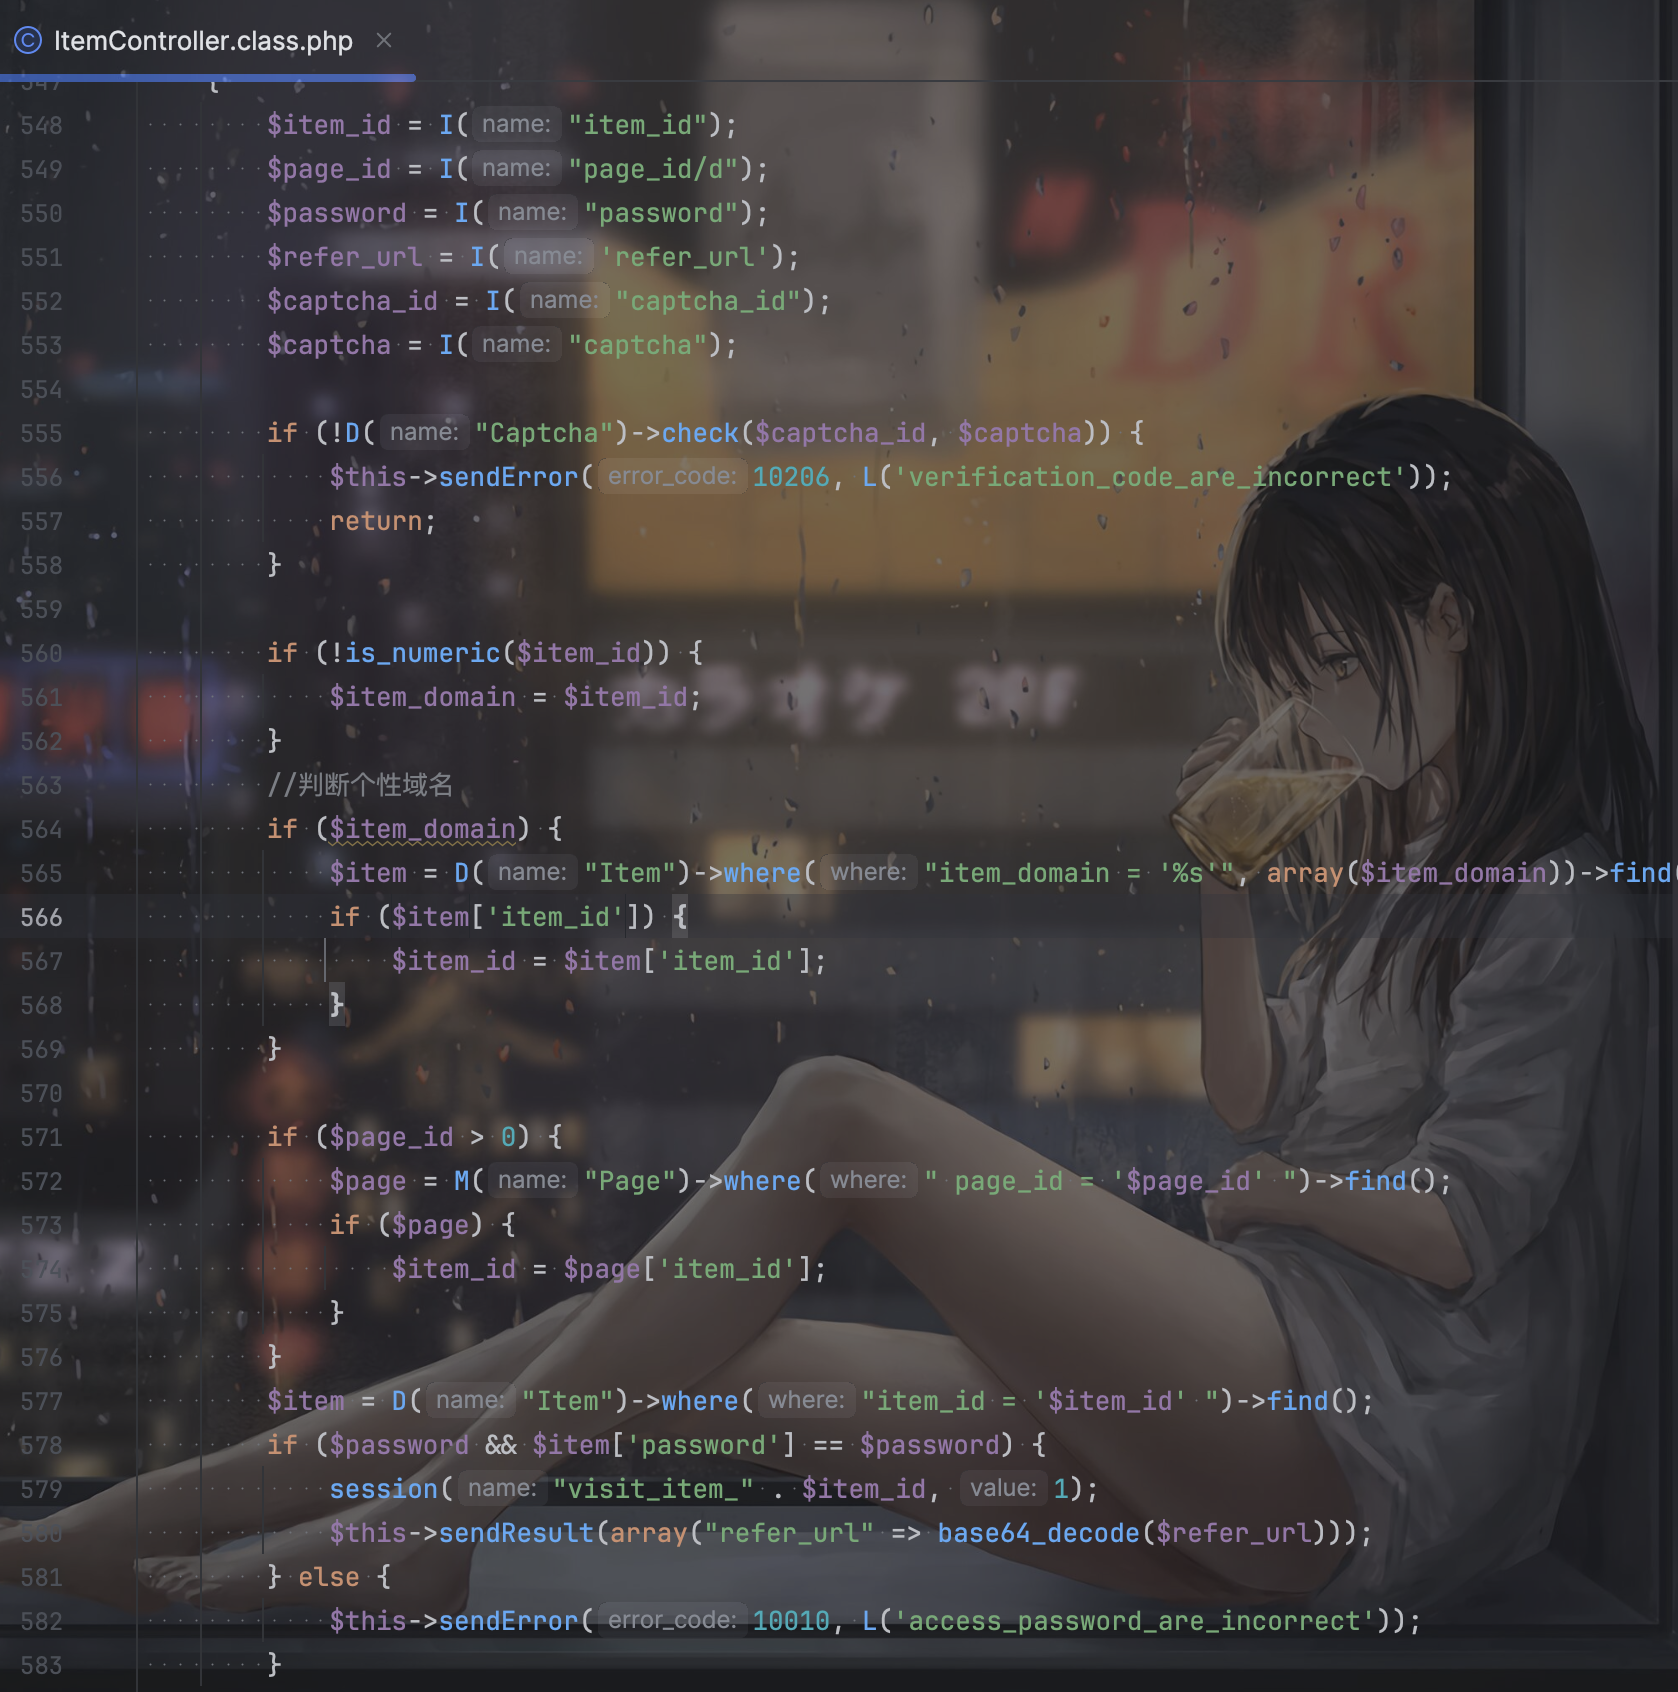 ItemController.class.php
547 {
548 $item_id = I( name: "item_id");
549 $page_id = I( name: "page_id/d");
550 $password = I( name: "password");
551 $refer_url = I( name: 'refer_url');
552 $captcha_id = I( name: "captcha_id");
553 $captcha = I( name: "captcha");
554
555 if (!D( name: "Captcha")->check($captcha_id, $captcha)) {
556 $this->sendError( error_code: 10206, L('verification_code_are_incorrect'));
557 return;
558 }
559
560 if (!is_numeric($item_id)) {
561 $item_domain = $item_id;
562 }
563 //判断个性域名
564 if ($item_domain) {
565 $item = D( name: "Item")->where( where: "item_domain = '%s'", array($item_domain))->find(
566 if ($item['item_id']) {
567 $item_id = $item['item_id'];
568 }
569 }
570
571 if ($page_id > 0) {
572 $page = M( name: "Page")->where( where: " page_id = '$page_id' ")->find();
573 if ($page) {
574 $item_id = $page['item_id'];
575 }
576 }
577 $item = D( name: "Item")->where( where: "item_id = '$item_id' ")->find();
578 if ($password && $item['password'] == $password) {
579 session( name: "visit_item_" . $item_id, value: 1);
580 $this->sendResult(array("refer_url" => base64_decode($refer_url)));
581 } else {
582 $this->sendError( error_code: 10010, L('access_password_are_incorrect'));
583 }
DR
カラオケ